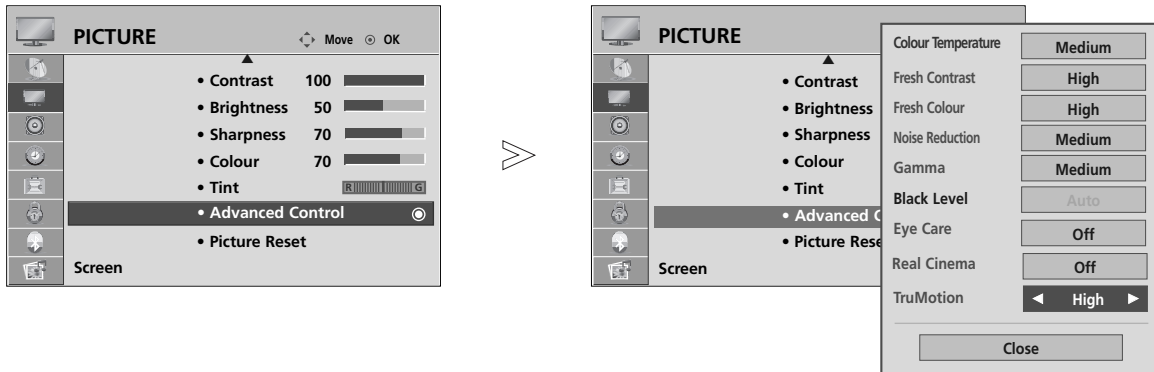 PICTURE
Move OK
• Contrast 100
• Brightness 50
• Sharpness 70
• Colour 70
• Tint R G
• Advanced Control
• Picture Reset
Screen
PICTURE
• Contrast
• Brightness
• Sharpness
• Colour
• Tint
• Advanced C
• Picture Rese
Screen
Colour Temperature Medium
Fresh Contrast High
Fresh Colour High
Noise Reduction Medium
Gamma Medium
Black Level Auto
Eye Care Off
Real Cinema Off
TruMotion High
Close